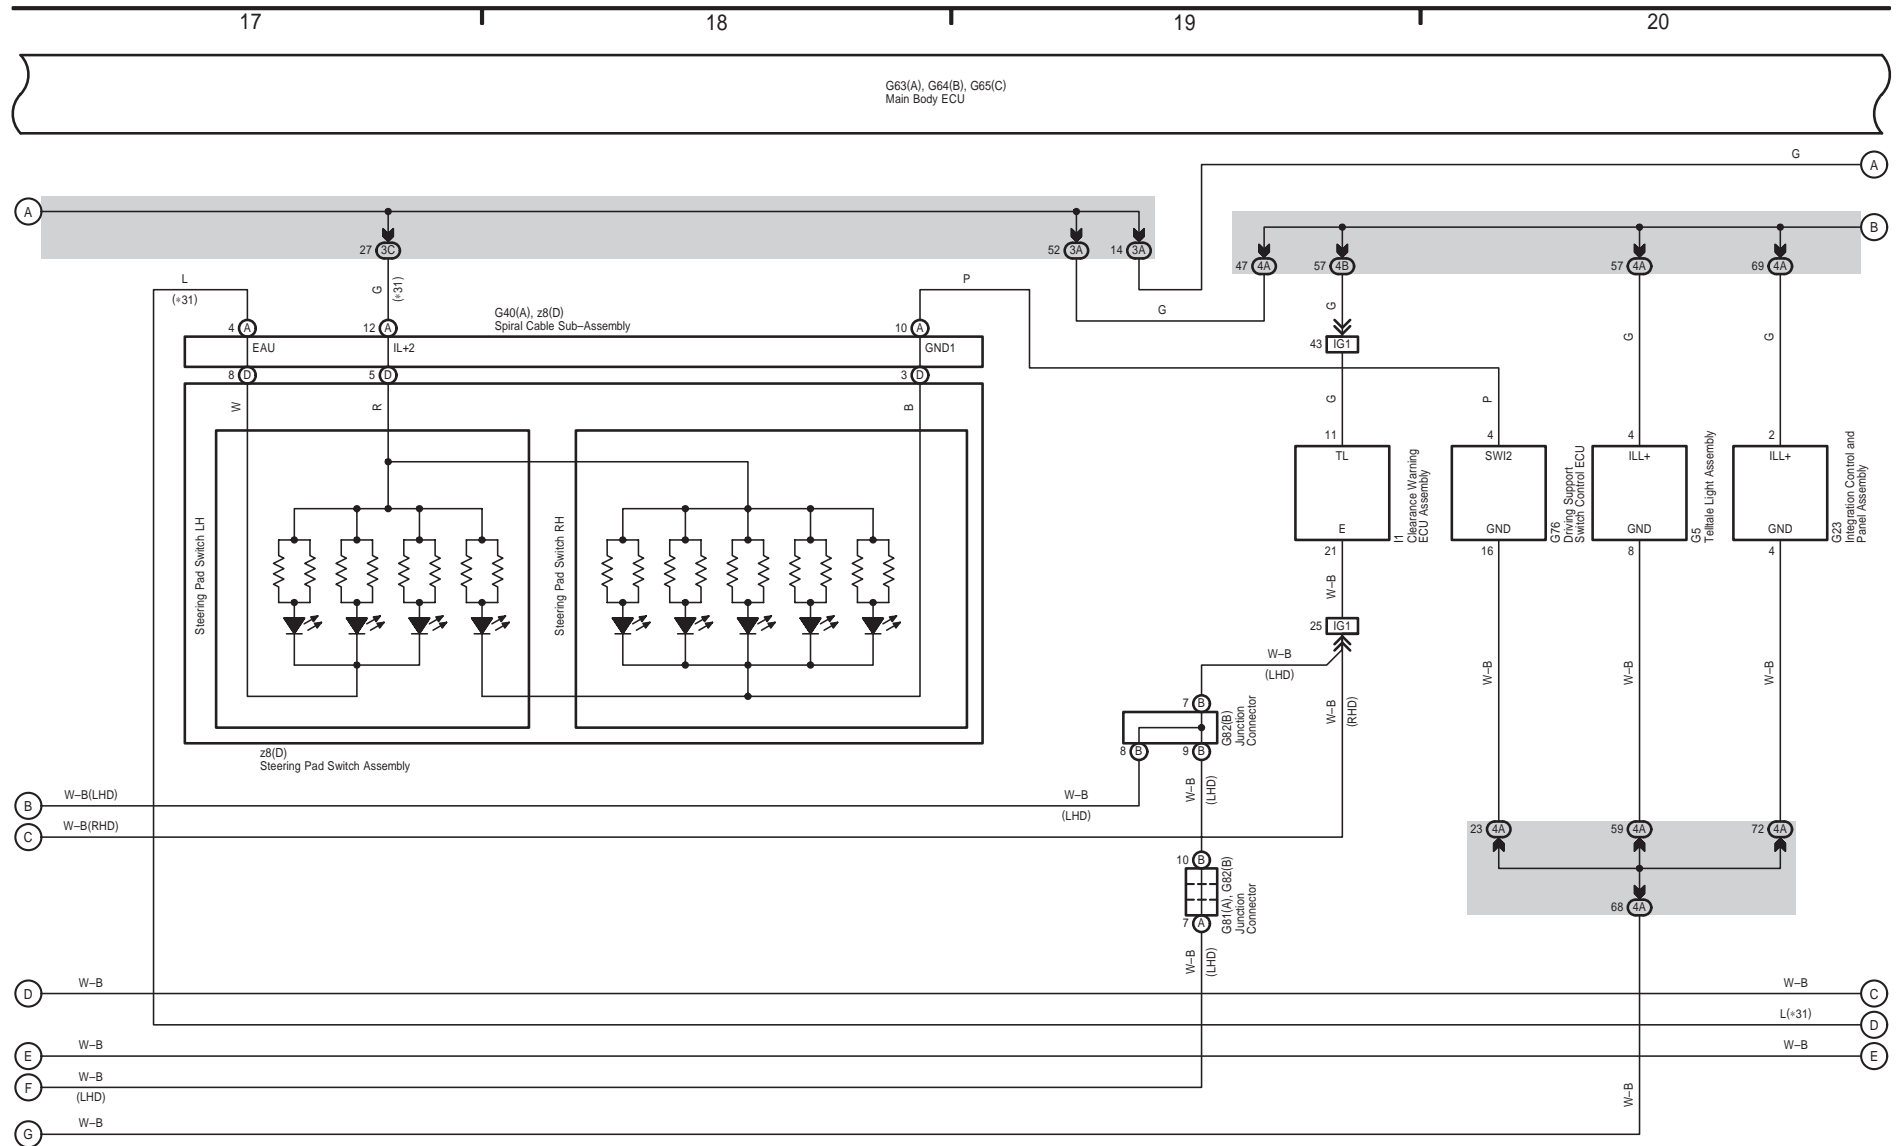 17 18 19 20
G63(A), G64(B), G65(C)
Main Body ECU
G A
A
B
27 3C
52 3A 14 3A
47 4A 57 4B 57 4A 69 4A
L
(∗31)
G
(∗31)
P
G
G
G
G
G40(A), z8(D)
Spiral Cable Sub–Assembly
4 A 12 A 10 A
EAU IL+2 GND1
8 D 5 D 3 D
43 IG1
W R B
G
P
11 4 4 2
TL SWI2 ILL+ ILL+
E GND GND GND
21 16 8 4
I1
Clearance Warning
ECU Assembly
G76
Driving Support
Switch Control ECU
G5
Telltale Light Assembly
G23
Integration Control and
Panel Assembly
Steering Pad Switch LH
Steering Pad Switch RH
W–B
25 IG1
W–B
(LHD)
W–B
(RHD)
W–B
W–B
W–B
7 B
8 B 9 B
G82(B)
Junction
Connector
z8(D)
Steering Pad Switch Assembly
B W–B(LHD)
W–B
(LHD)
W–B
(LHD)
C W–B(RHD)
23 4A 59 4A 72 4A
10 B
7 A
G81(A), G82(B)
Junction
Connector
68 4A
W–B
(LHD)
D W–B
W–B C
L(∗31) D
E W–B
W–B E
F W–B
(LHD)
W–B
G W–B